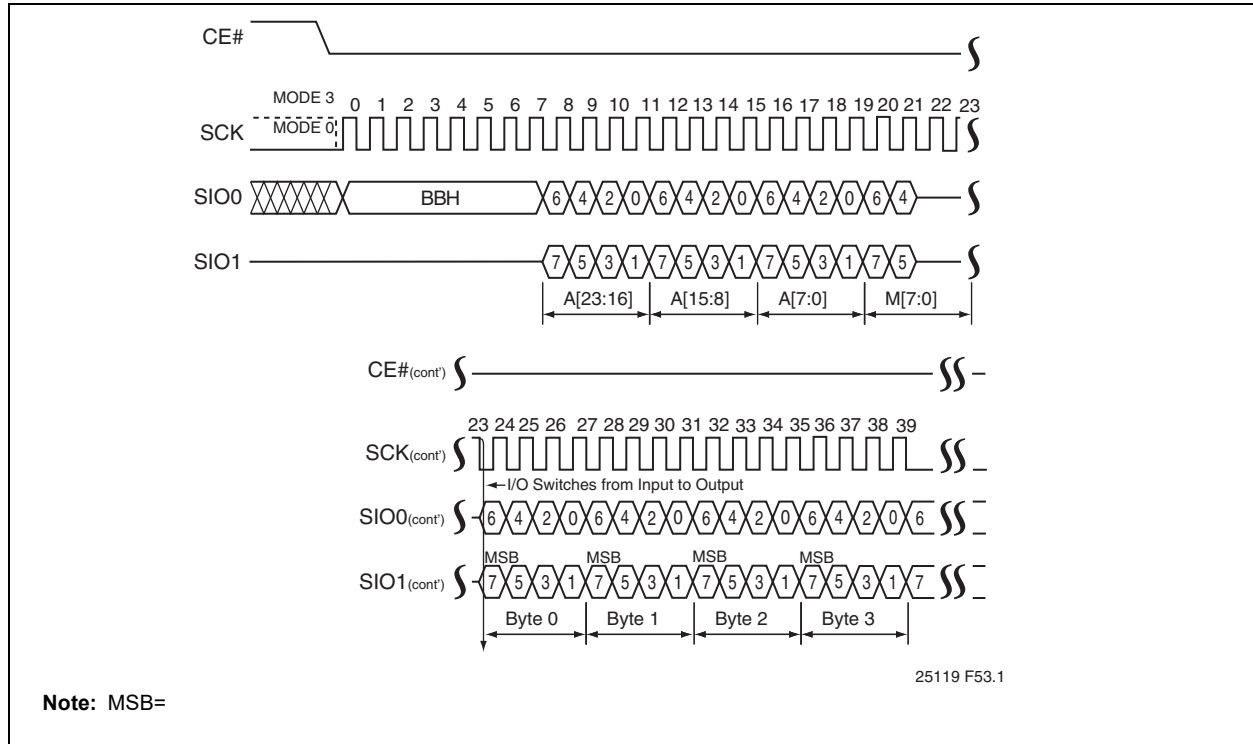 CE#
MODE 3
0 1 2 3 4 5 6 7 8 9 10 11 12 13 14 15 16 17 18 19 20 21 22 23
SCK
MODE 0
SIO0
BBH
6 4 2 0 6 4 2 0 6 4 2 0 6 4
SIO1
7 5 3 1 7 5 3 1 7 5 3 1 7 5
A[23:16] A[15:8] A[7:0] M[7:0]
CE#(cont')
23 24 25 26 27 28 29 30 31 32 33 34 35 36 37 38 39
SCK(cont')
I/O Switches from Input to Output
SIO0(cont')
6 4 2 0 6 4 2 0 6 4 2 0 6 4 2 0 6
MSB MSB MSB MSB
SIO1(cont')
7 5 3 1 7 5 3 1 7 5 3 1 7 5 3 1 7
Byte 0 Byte 1 Byte 2 Byte 3
25119 F53.1
Note: MSB=